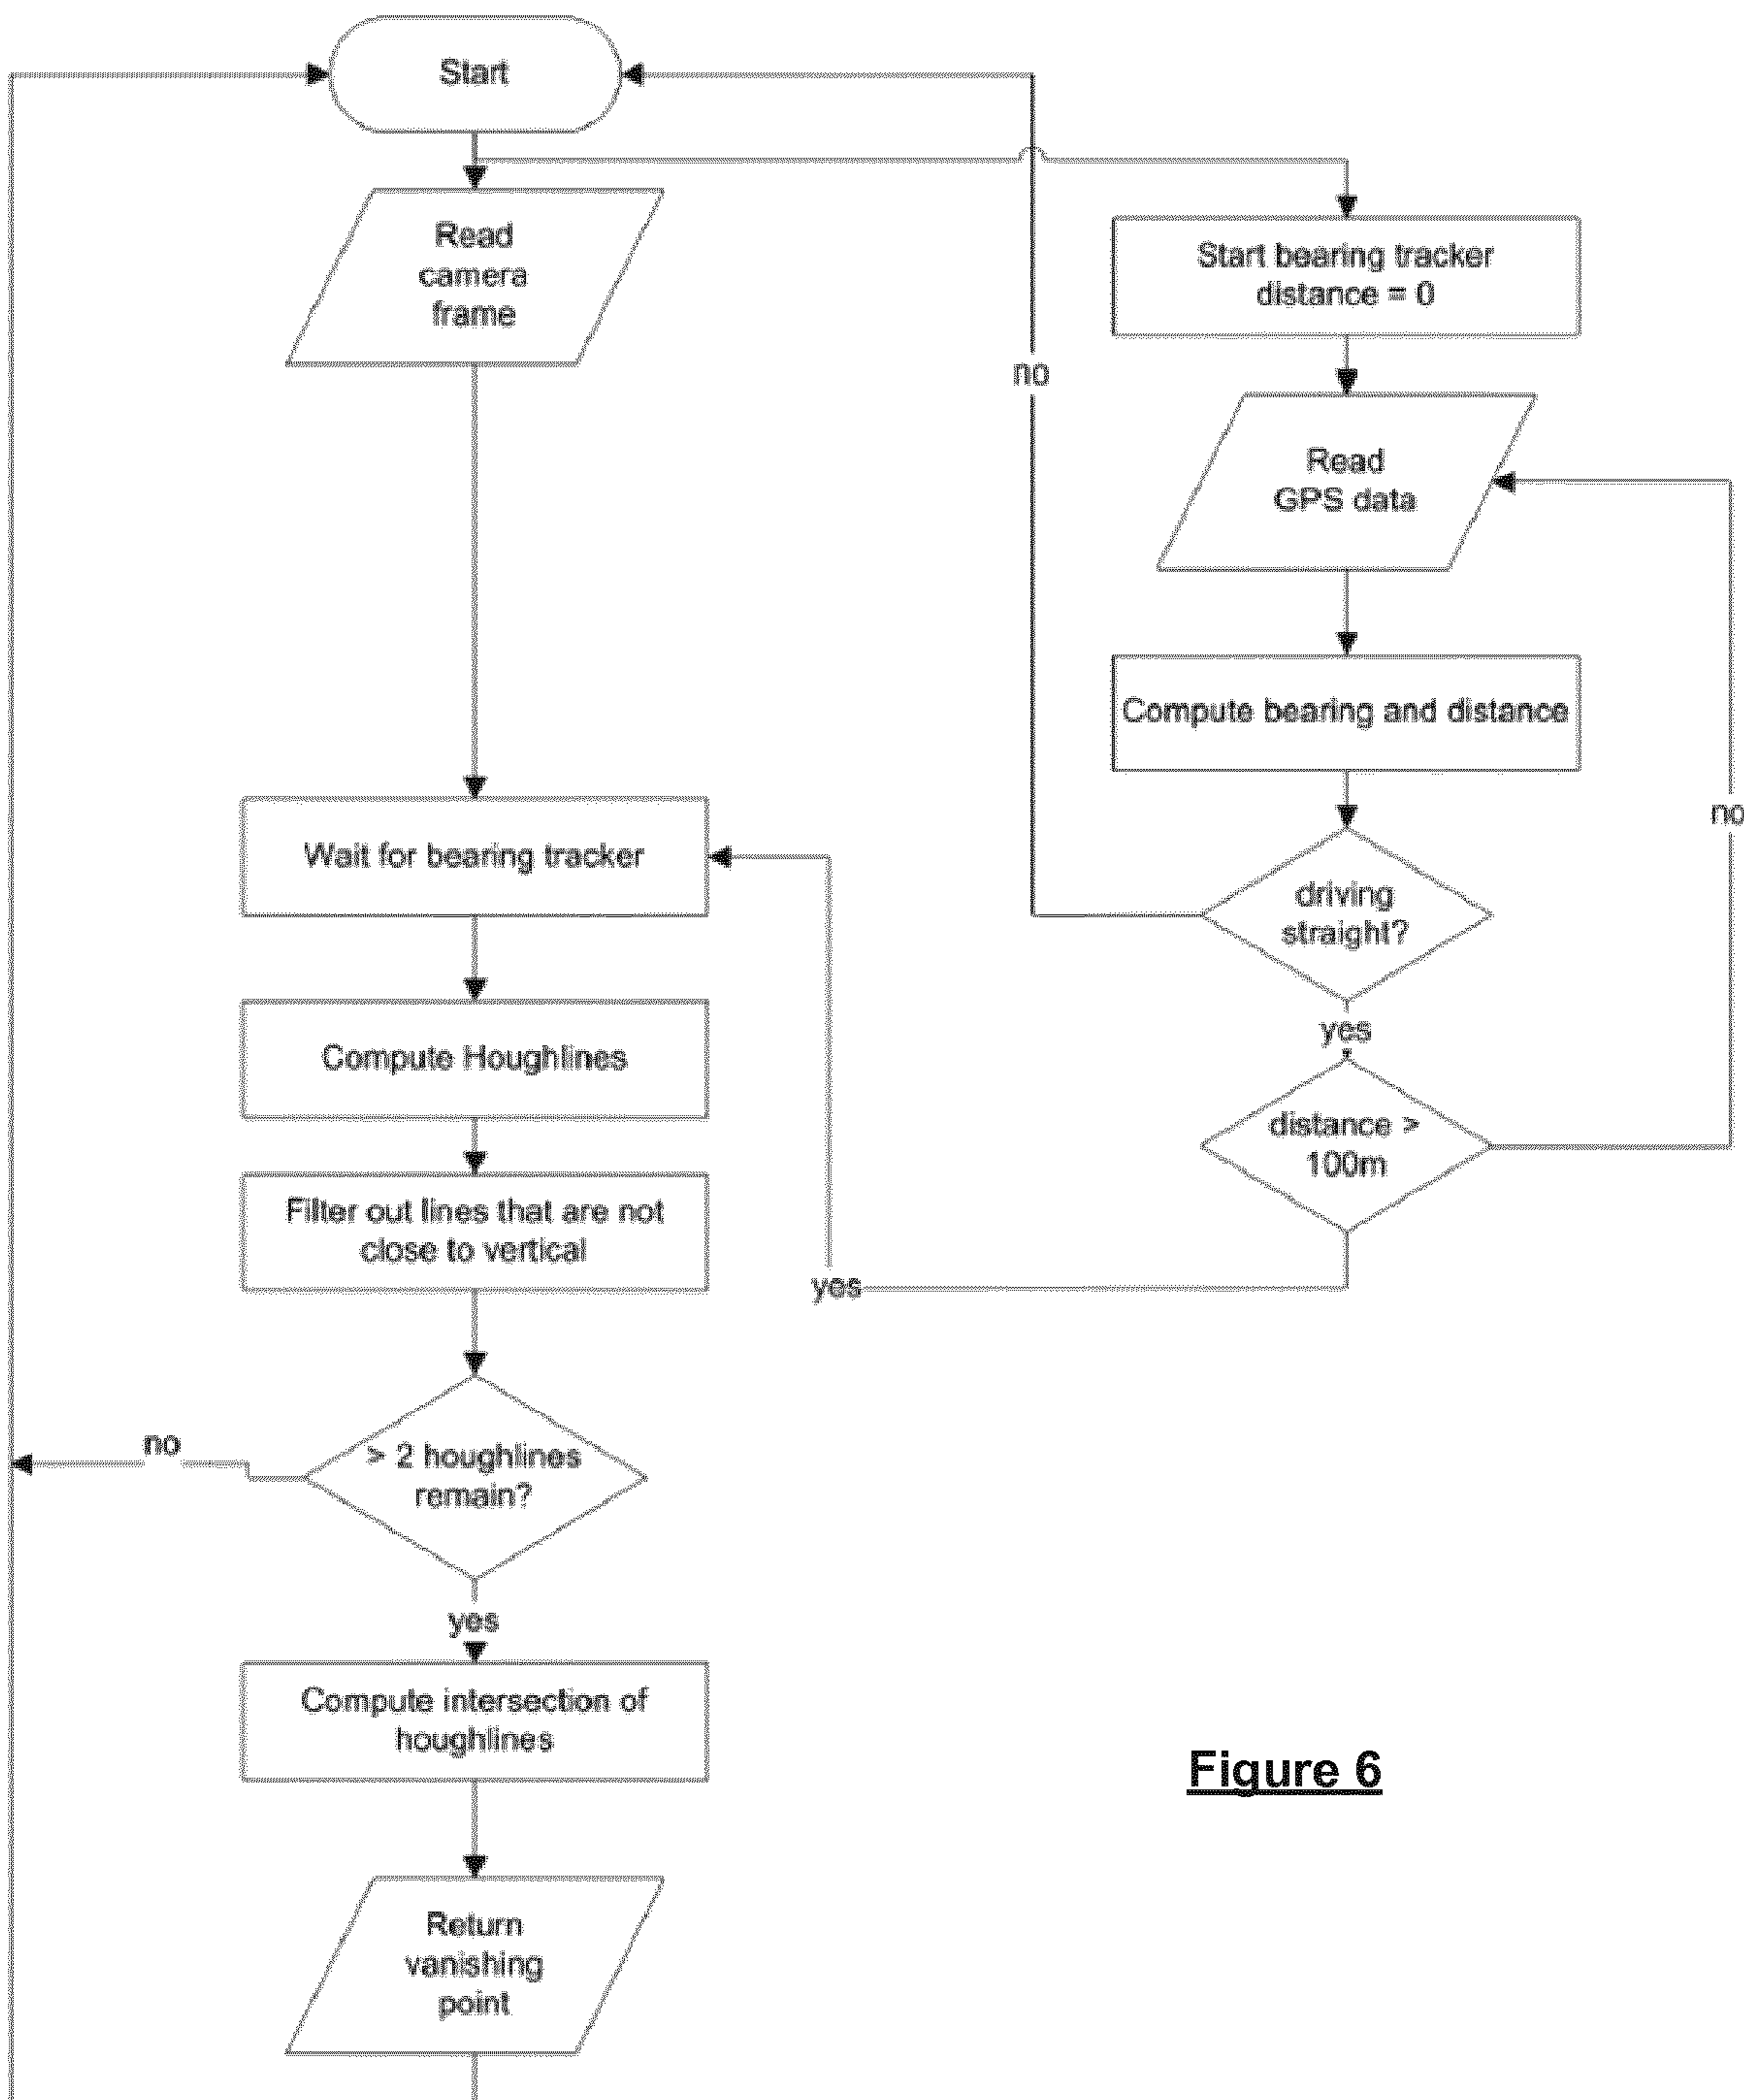 Start
Read
camera
frame
Start bearing tracker
distance = 0
no
Read
GPS data
Compute bearing and distance
no
Wait for bearing tracker
driving
straight?
yes
Compute Houghlines
distance >
100m
Filter out lines that are not
close to vertical
yes
no
> 2 houghlines
remain?
yes
Compute intersection of
houghlines
Figure 6
Return
vanishing
point